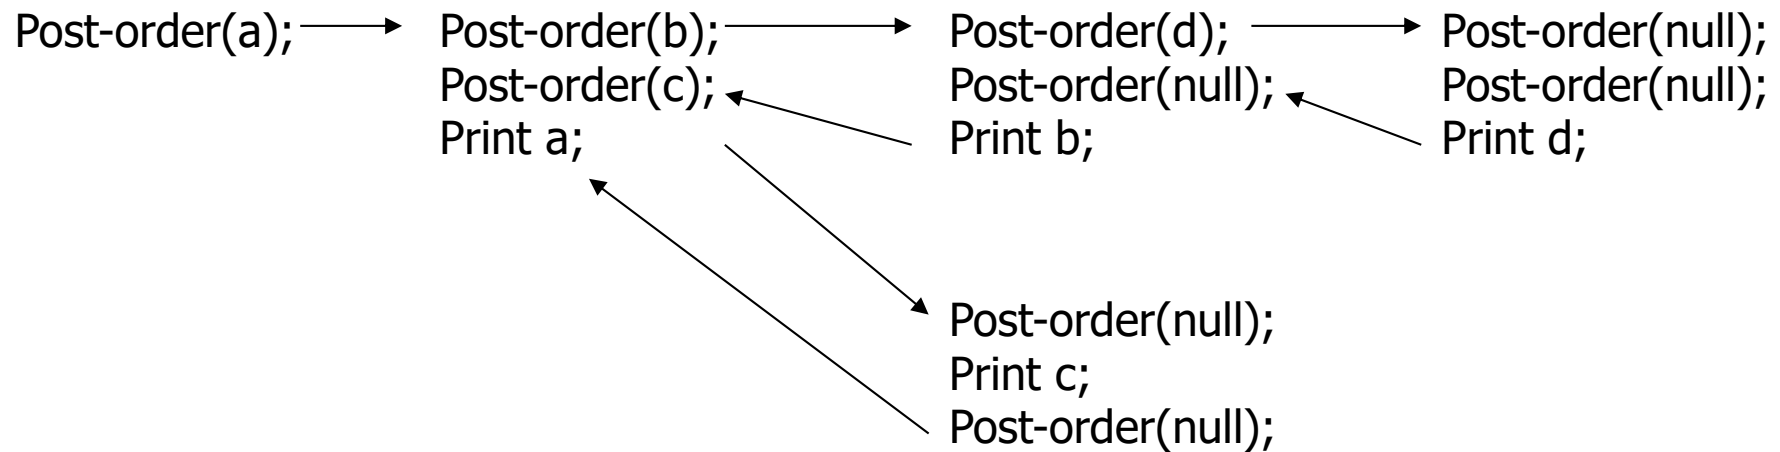 Post-order(a);
Post-order(b);
Post-order(c);
Print a;
Post-order(d);
Post-order(null);
Print b;
Post-order(null);
Post-order(null);
Print d;
Post-order(null);
Print c;
Post-order(null);